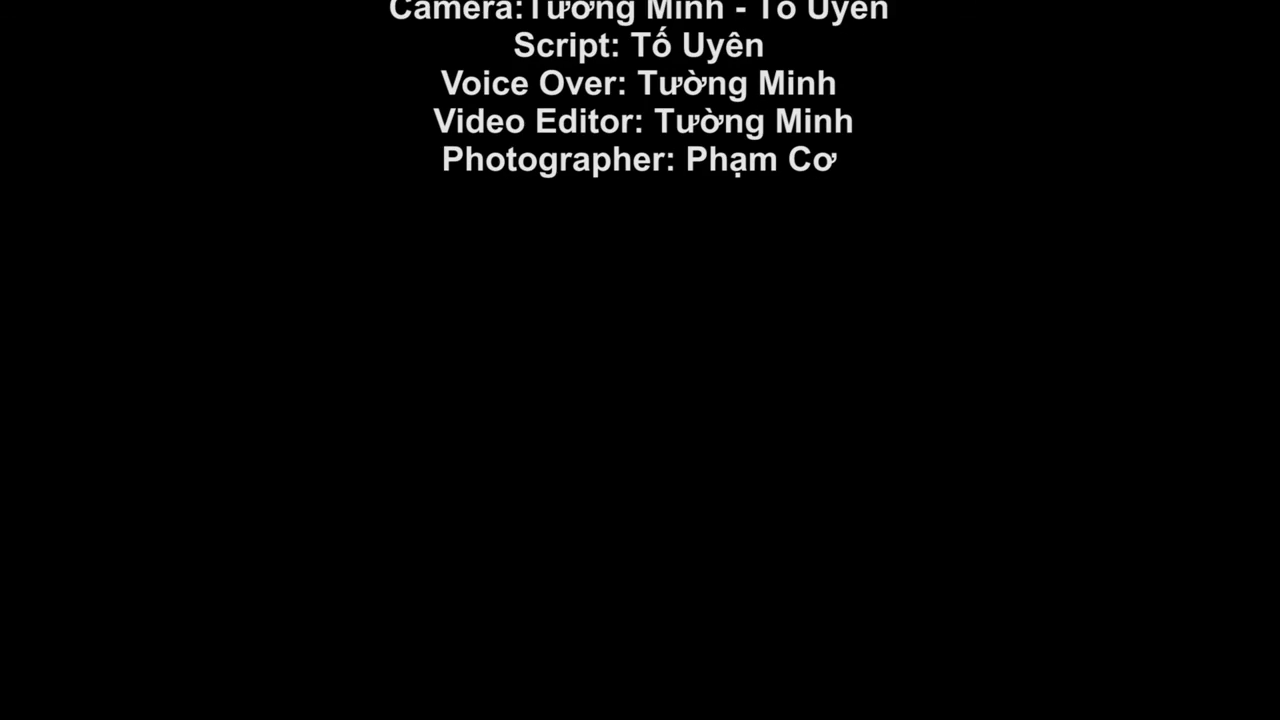 Camera:Tường Minh - Tố Uyên
Script: Tố Uyên
Voice Over: Tường Minh
Video Editor: Tường Minh
Photographer: Phạm Cơ